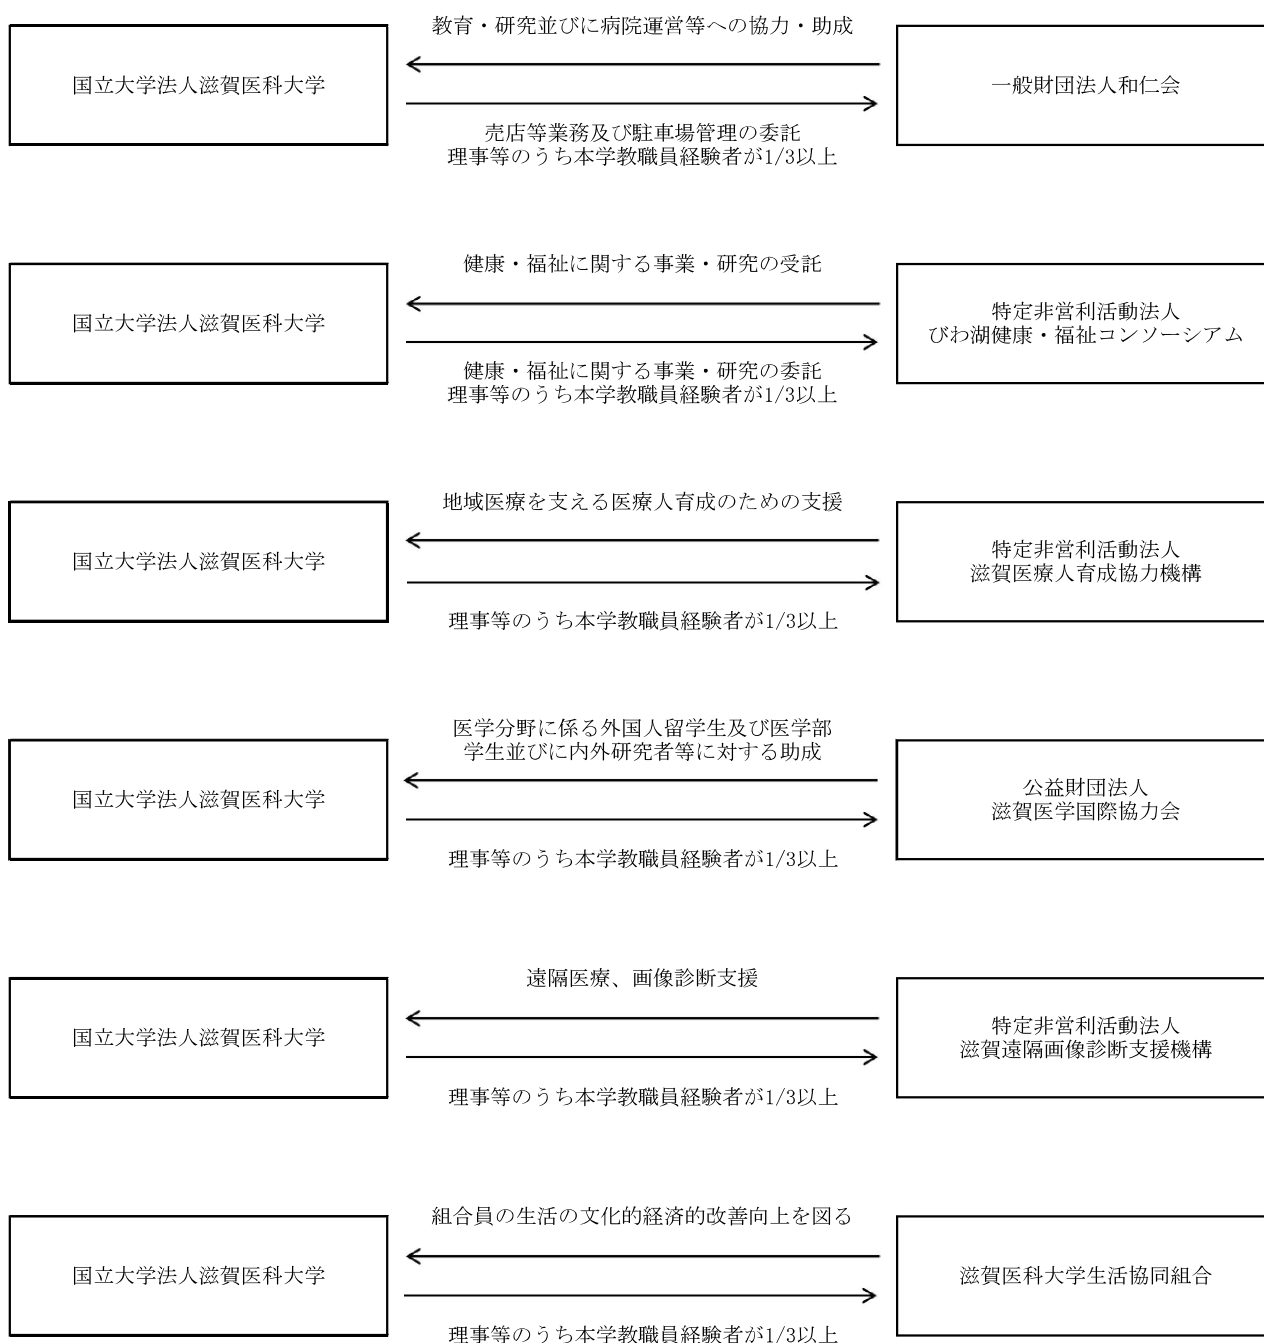 教育・研究並びに病院運営等への協力・助成
国立大学法人滋賀医科大学
一般財団法人和仁会
売店等業務及び駐車場管理の委託
理事等のうち本学教職員経験者が1/3以上
健康・福祉に関する事業・研究の受託
国立大学法人滋賀医科大学
特定非営利活動法人
びわ湖健康・福祉コンソーシアム
健康・福祉に関する事業・研究の委託
理事等のうち本学教職員経験者が1/3以上
地域医療を支える医療人育成のための支援
国立大学法人滋賀医科大学
特定非営利活動法人
滋賀医療人育成協力機構
理事等のうち本学教職員経験者が1/3以上
医学分野に係る外国人留学生及び医学部
学生並びに内外研究者等に対する助成
国立大学法人滋賀医科大学
公益財団法人
滋賀医学国際協力会
理事等のうち本学教職員経験者が1/3以上
遠隔医療、画像診断支援
国立大学法人滋賀医科大学
特定非営利活動法人
滋賀遠隔画像診断支援機構
理事等のうち本学教職員経験者が1/3以上
組合員の生活の文化的経済的改善向上を図る
国立大学法人滋賀医科大学
滋賀医科大学生活協同組合
理事等のうち本学教職員経験者が1/3以上